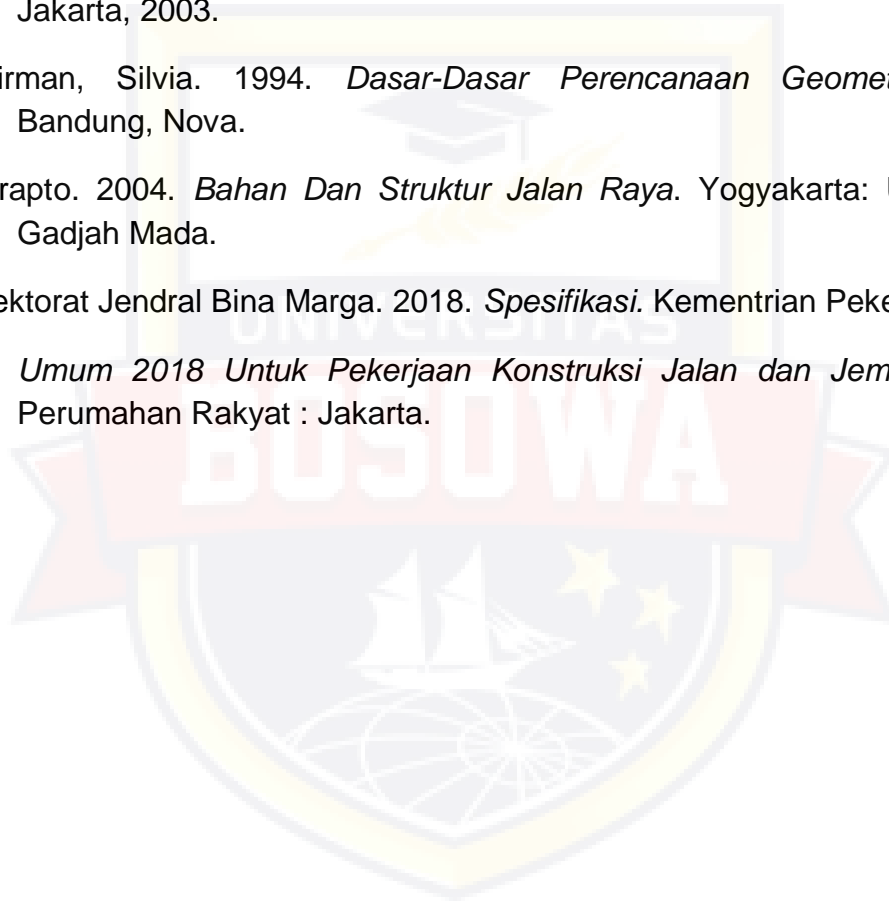 Jakarta, 2003.
irman, Silvia. 1994. Dasar-Dasar Perencanaan Geomet
Bandung, Nova.
rapto. 2004. Bahan Dan Struktur Jalan Raya. Yogyakarta: U
Gadjah Mada.
ektorat Jendral Bina Marga. 2018. Spesifikasi. Kementrian Peke
Umum 2018 Untuk Pekerjaan Konstruksi Jalan dan Jem
Perumahan Rakyat : Jakarta.
UNIVERSITAS
BOSOWA